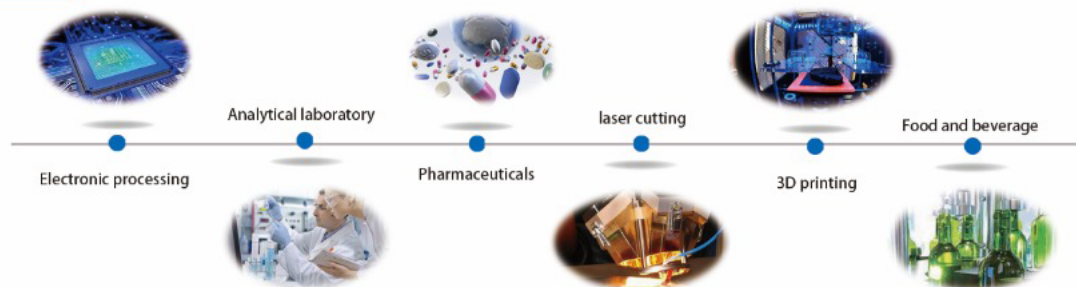 Electronic processing
Analytical laboratory
Pharmaceuticals
laser cutting
3D printing
Food and beverage